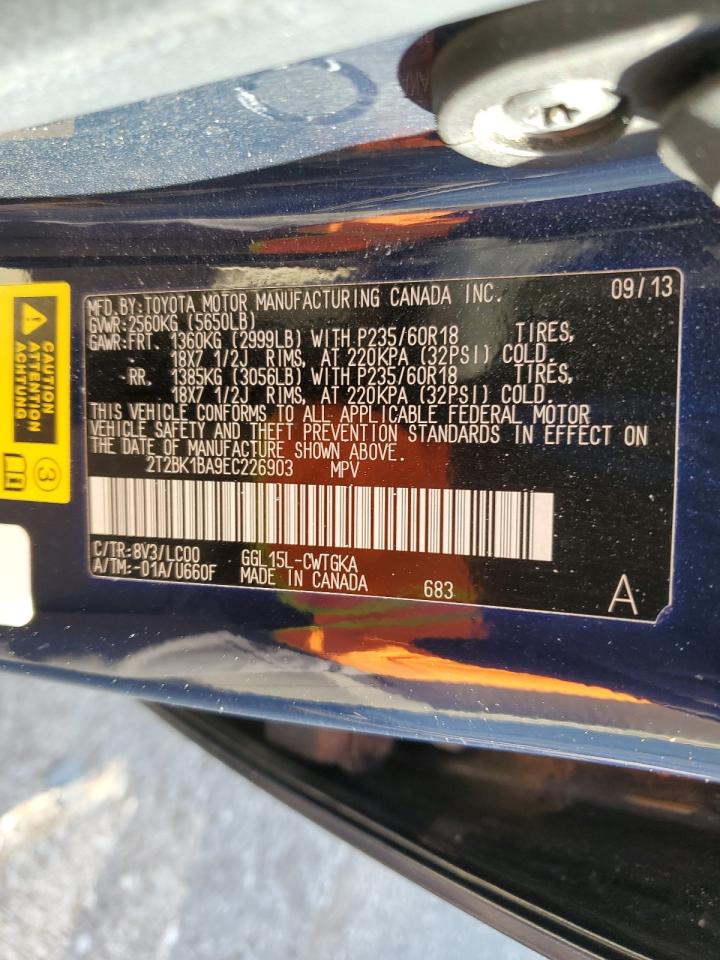 MFD.BY:TOYOTA MOTOR MANUFACTURING CANADA INC. 09/13
GVWR:2560KG (5650LB)
GAWR:FRT. 1360KG (2999LB) WITH P235/60R18 TIRES,
18X7 1/2J RIMS, AT 220KPA (32PSI) COLD.
RR. 1385KG (3056LB) WITH P235/60R18 TIRES,
18X7 1/2J RIMS, AT 220KPA (32PSI) COLD.
THIS VEHICLE CONFORMS TO ALL APPLICABLE FEDERAL MOTOR
VEHICLE SAFETY AND THEFT PREVENTION STANDARDS IN EFFECT ON
THE DATE OF MANUFACTURE SHOWN ABOVE.
2T2BK1BA9EC226903 MPV
C/TR:8V3/LC00 GGL15L-CWTGKA
A/TM:-01A/U660F MADE IN CANADA 683 A
CAUTION
ATTENTION
ACHTUNG
3